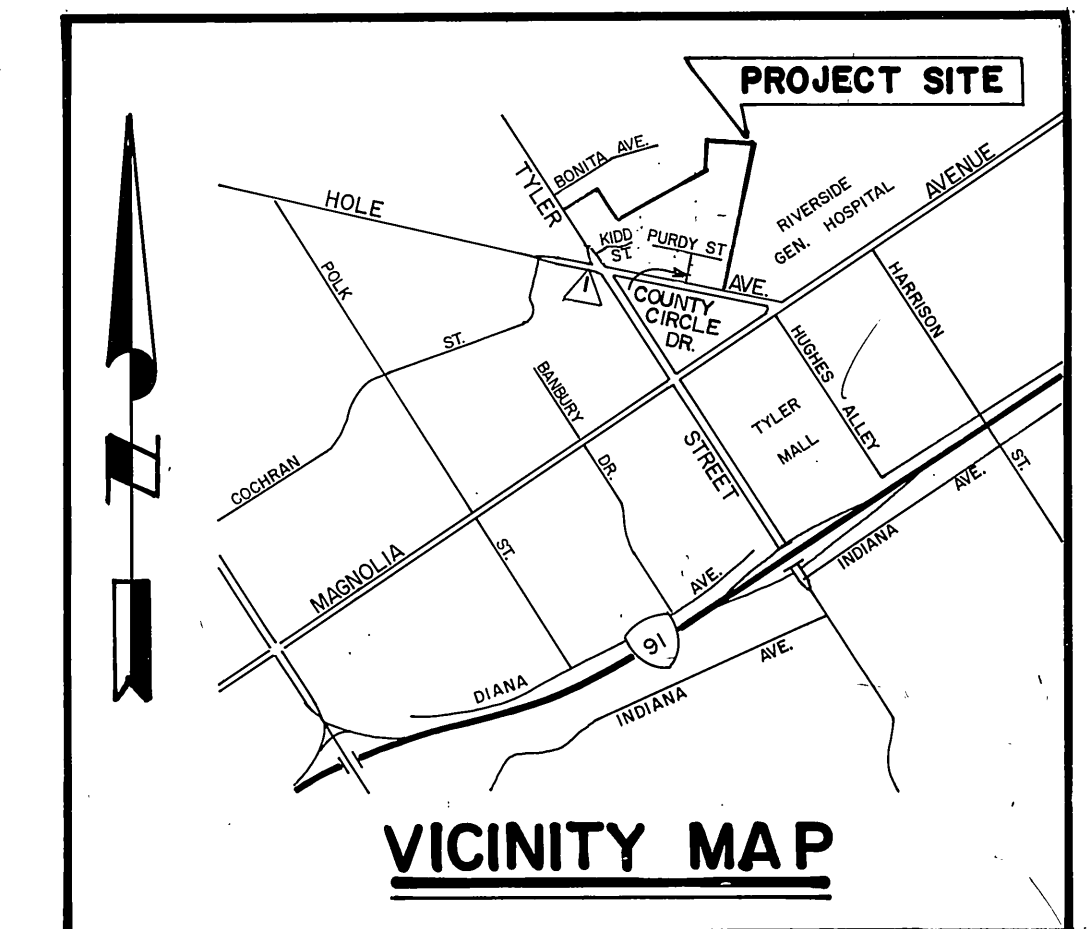 PROJECT SITE
BONITA AVE.
TYLER
HOLE
RIVERSIDE
GEN. HOSPITAL
AVENUE
KIDD
ST.
PURDY ST
POLK
1
AVE.
COUNTY
CIRCLE
DR.
HARRISON
ST.
HUGHES
ALLEY
BANBURY
TYLER
MALL
STREET
COCHRAN
DR.
ST.
AVE.
ST.
INDIANA
MAGNOLIA
AVE.
91
AVE.
DIANA
INDIANA
N
VICINITY MAP